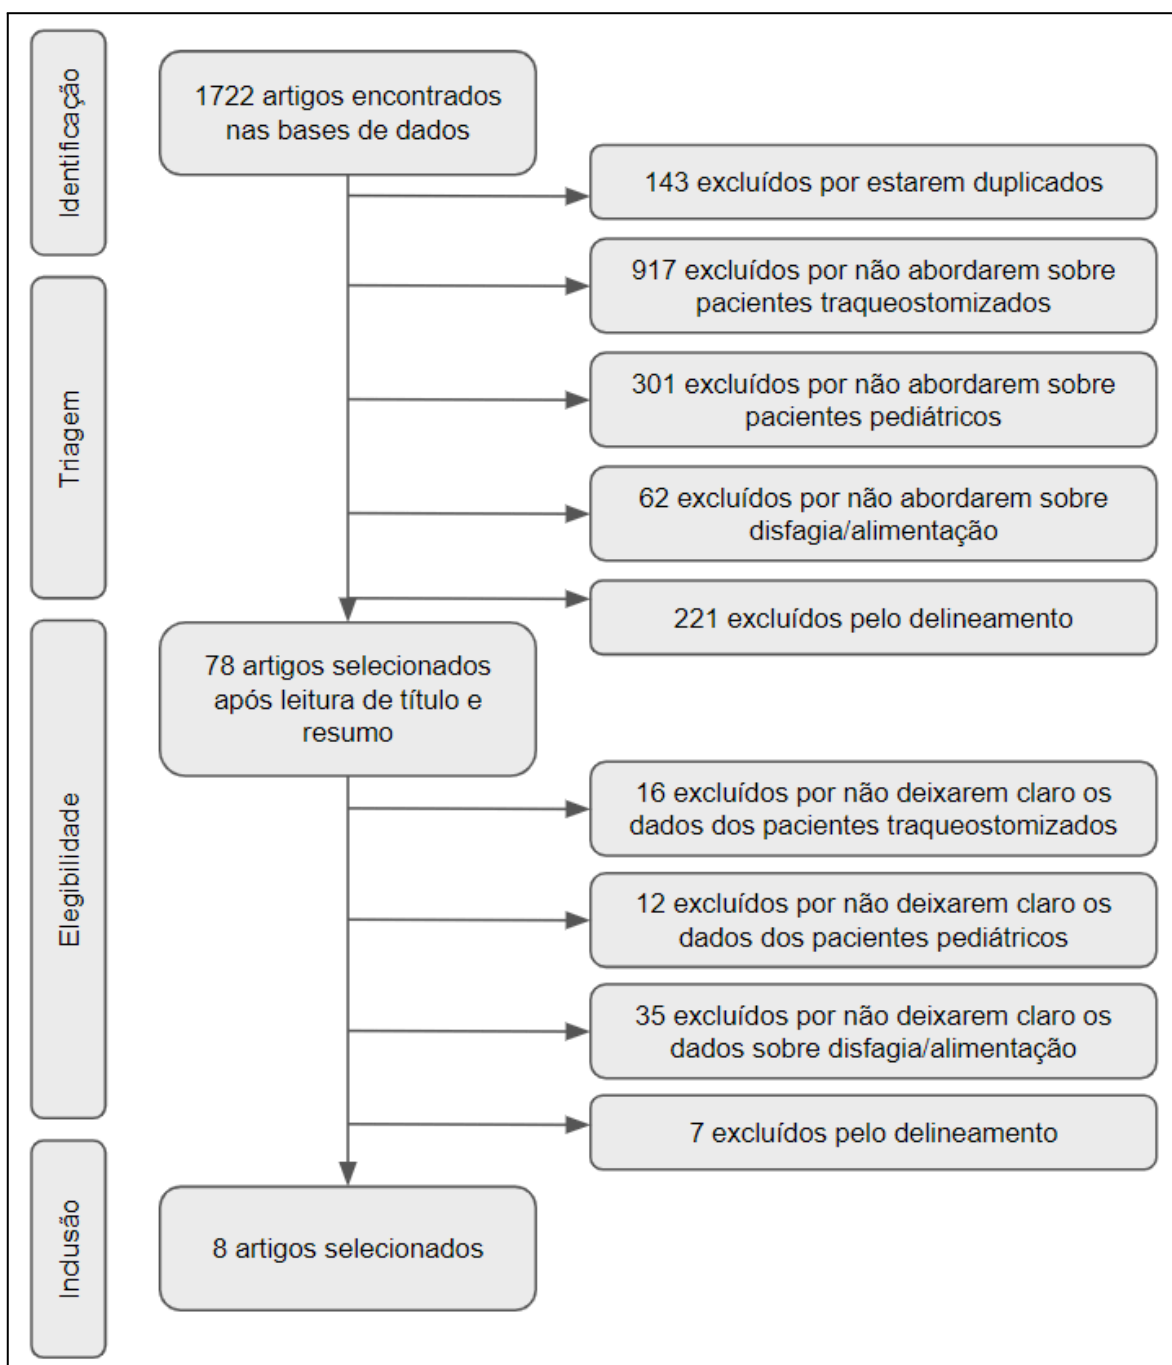 Identificação
1722 artigos encontrados
nas bases de dados
143 excluídos por estarem duplicados
Triagem
917 excluídos por não abordarem sobre
pacientes traqueostomizados
301 excluídos por não abordarem sobre
pacientes pediátricos
62 excluídos por não abordarem sobre
disfagia/alimentação
221 excluídos pelo delineamento
Elegibilidade
78 artigos selecionados
após leitura de título e
resumo
16 excluídos por não deixarem claro os
dados dos pacientes traqueostomizados
12 excluídos por não deixarem claro os
dados dos pacientes pediátricos
35 excluídos por não deixarem claro os
dados sobre disfagia/alimentação
7 excluídos pelo delineamento
Inclusão
8 artigos selecionados